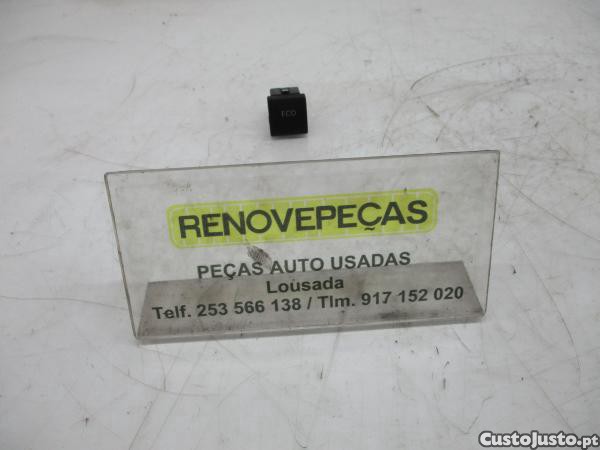 ECO
RENOVEPEÇAS
PEÇAS AUTO USADAS
Lousada
Telf. 253 566 138 / Tlm. 917 152 020
CustoJusto.pt